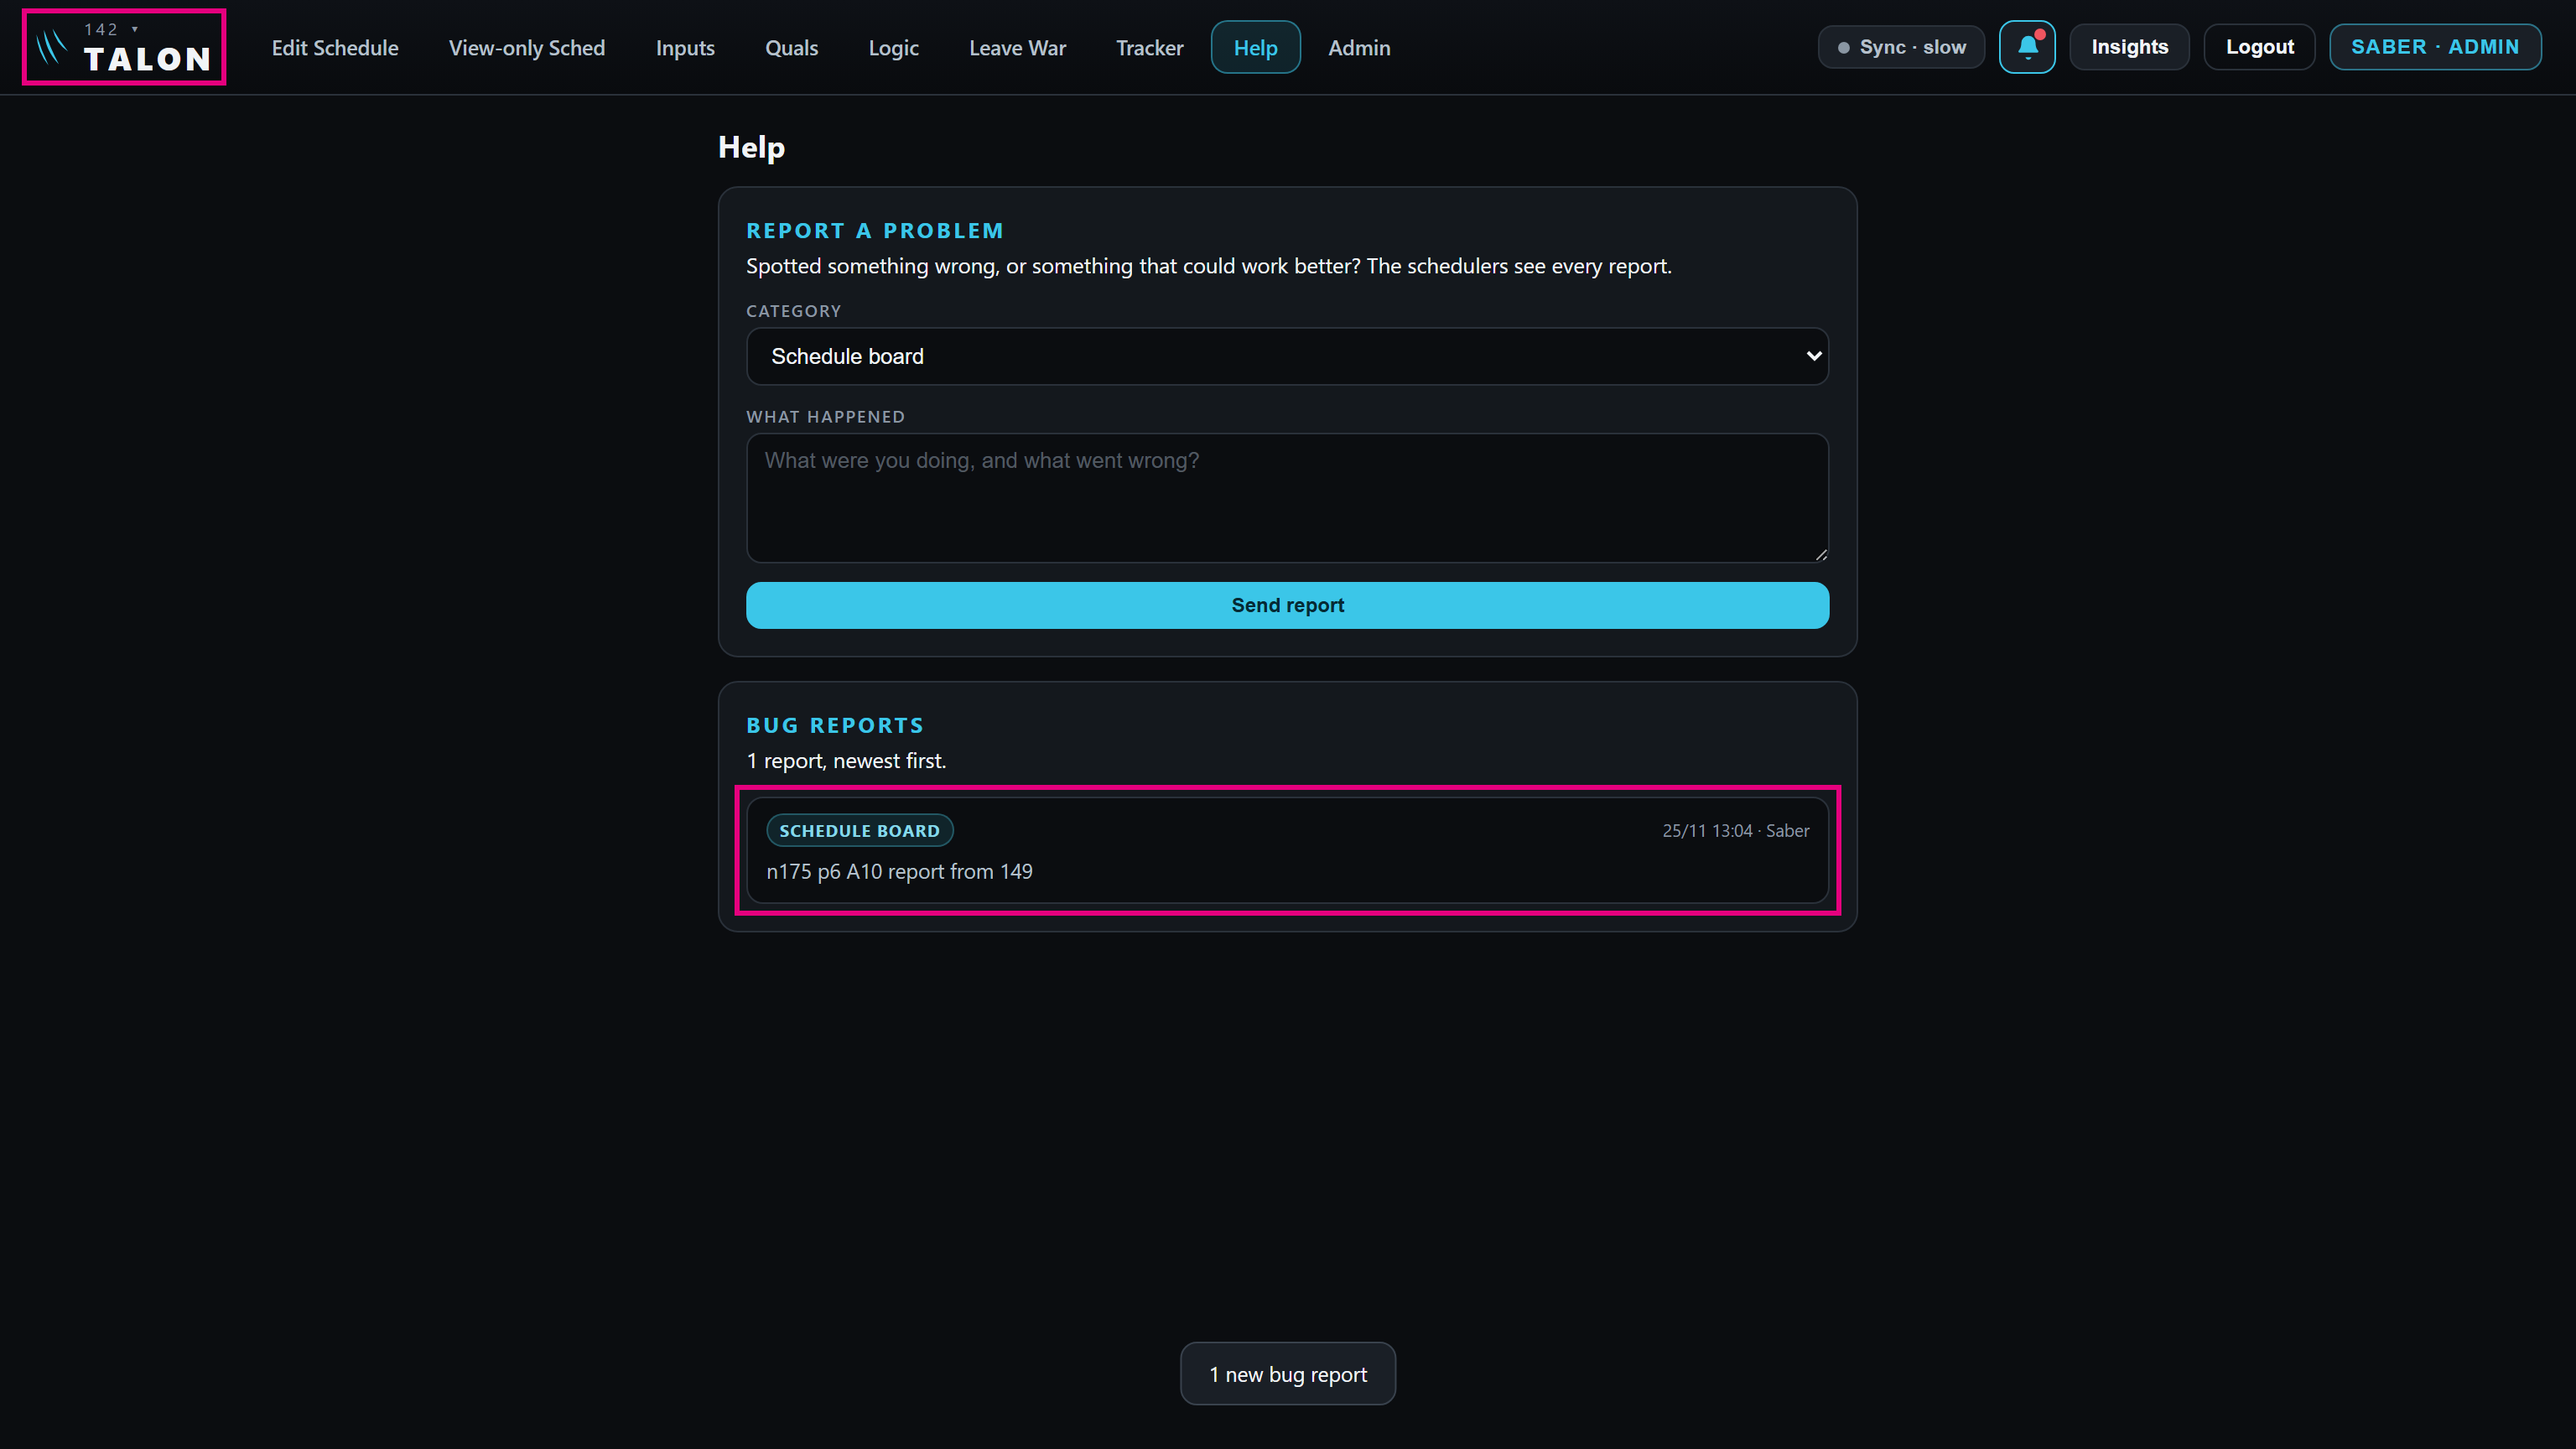 142 ▾
TALON
Edit Schedule
View-only Sched
Inputs
Quals
Logic
Leave War
Tracker
Help
Admin
Sync · slow
Insights
Logout
SABER · ADMIN
Help
REPORT A PROBLEM
Spotted something wrong, or something that could work better? The schedulers see every report.
CATEGORY
Schedule board
WHAT HAPPENED
What were you doing, and what went wrong?
Send report
BUG REPORTS
1 report, newest first.
SCHEDULE BOARD
25/11 13:04 · Saber
n175 p6 A10 report from 149
1 new bug report